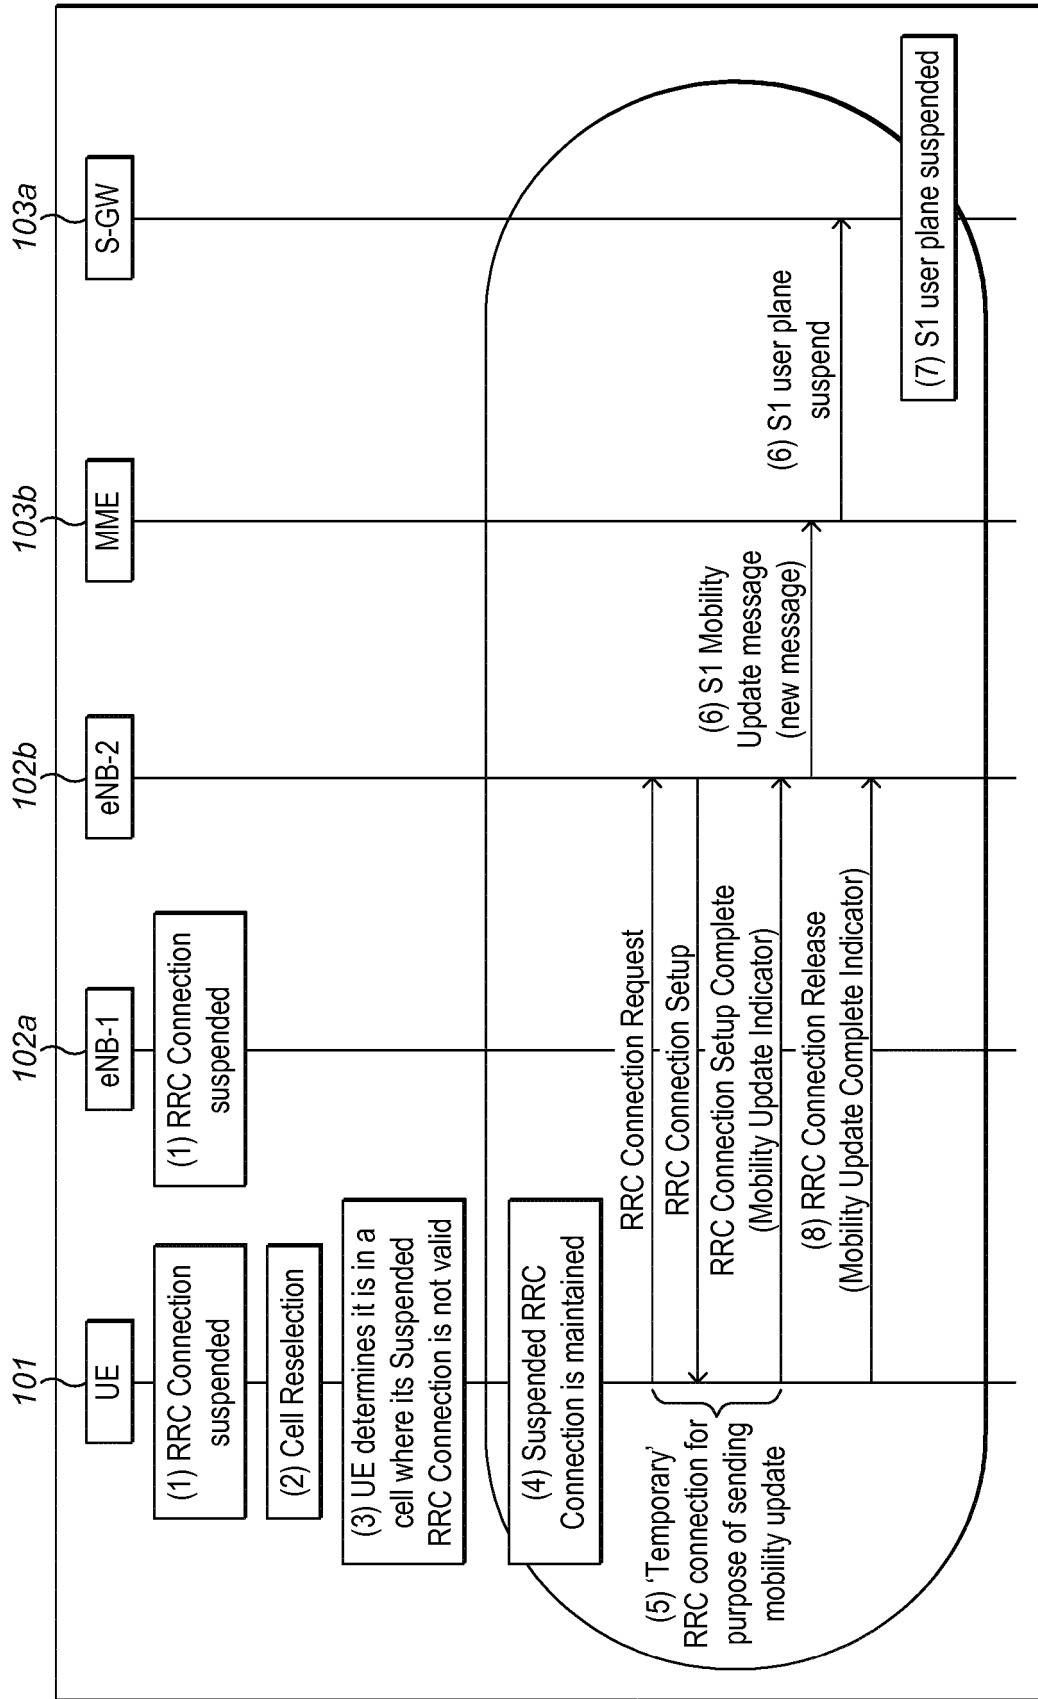 101
102a
102b
103b
103a
UE
eNB-1
eNB-2
MME
S-GW
(1) RRC Connection
suspended
(1) RRC Connection
suspended
(2) Cell Reselection
(3) UE determines it is in a
cell where its Suspended
RRC Connection is not valid
(4) Suspended RRC
Connection is maintained
(5) ‘Temporary’
RRC connection for
purpose of sending
mobility update
RRC Connection Request
RRC Connection Setup
RRC Connection Setup Complete
(Mobility Update Indicator)
(6) S1 Mobility
Update message
(new message)
(6) S1 user plane
suspend
(8) RRC Connection Release
(Mobility Update Complete Indicator)
(7) S1 user plane suspended